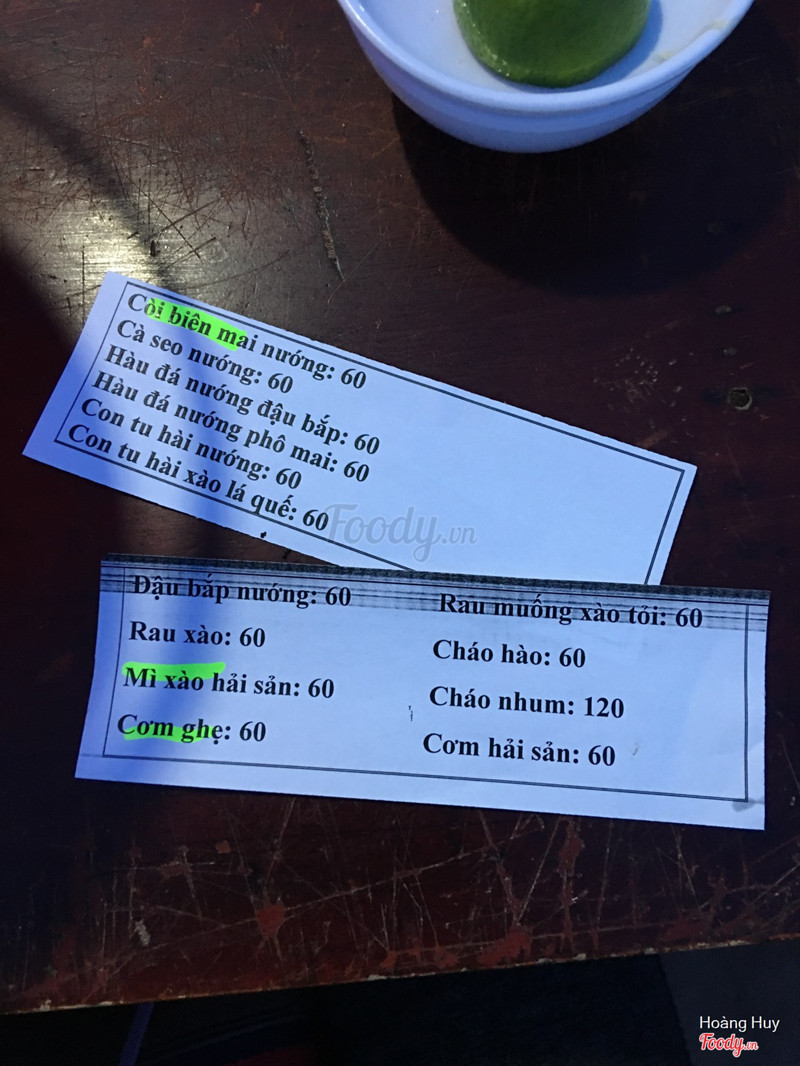 Còi biên mai nướng: 60
Cà seo nướng: 60
Hàu đá nướng đậu bắp: 60
Hàu đá nướng phô mai: 60
Con tu hài nướng: 60
Con tu hài xào lá quế: 60
Foody.vn
Đậu bắp nướng: 60 Rau muống xào tỏi: 60
Rau xào: 60 Cháo hào: 60
Mì xào hải sản: 60 Cháo nhum: 120
Cơm ghẹ: 60 Cơm hải sản: 60
Hoàng Huy
Foody.vn